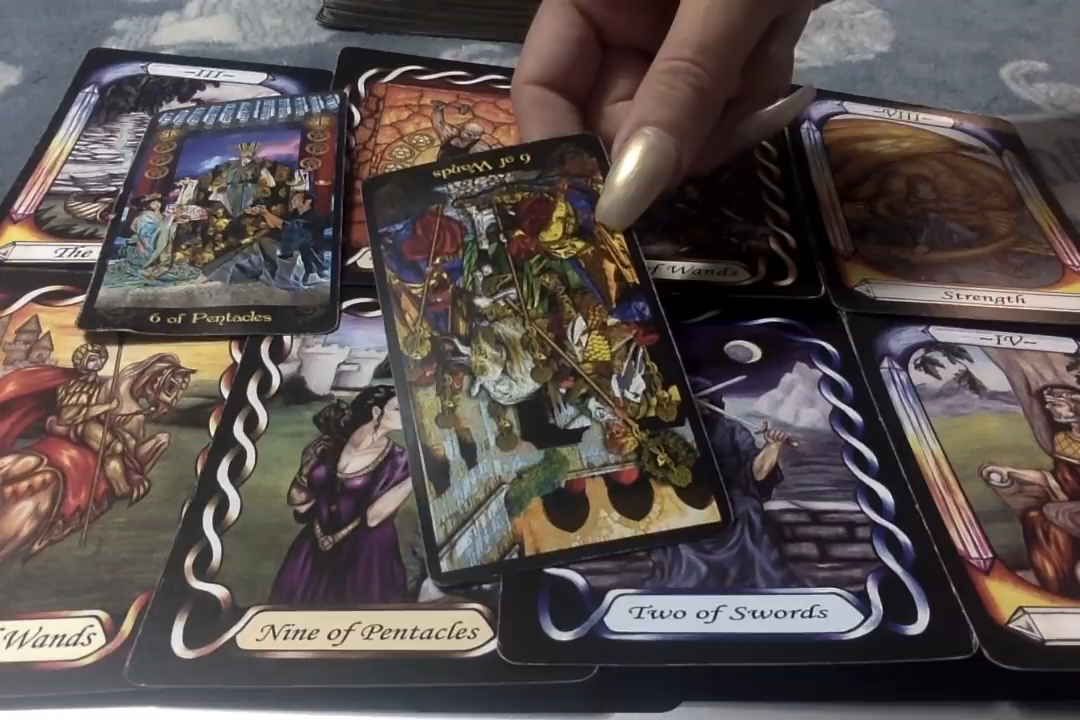 ~III~
The
6 of Pentacles
6 of Wands
of Wands
~VIII~
Strength
Wands
Nine of Pentacles
Two of Swords
~IV~